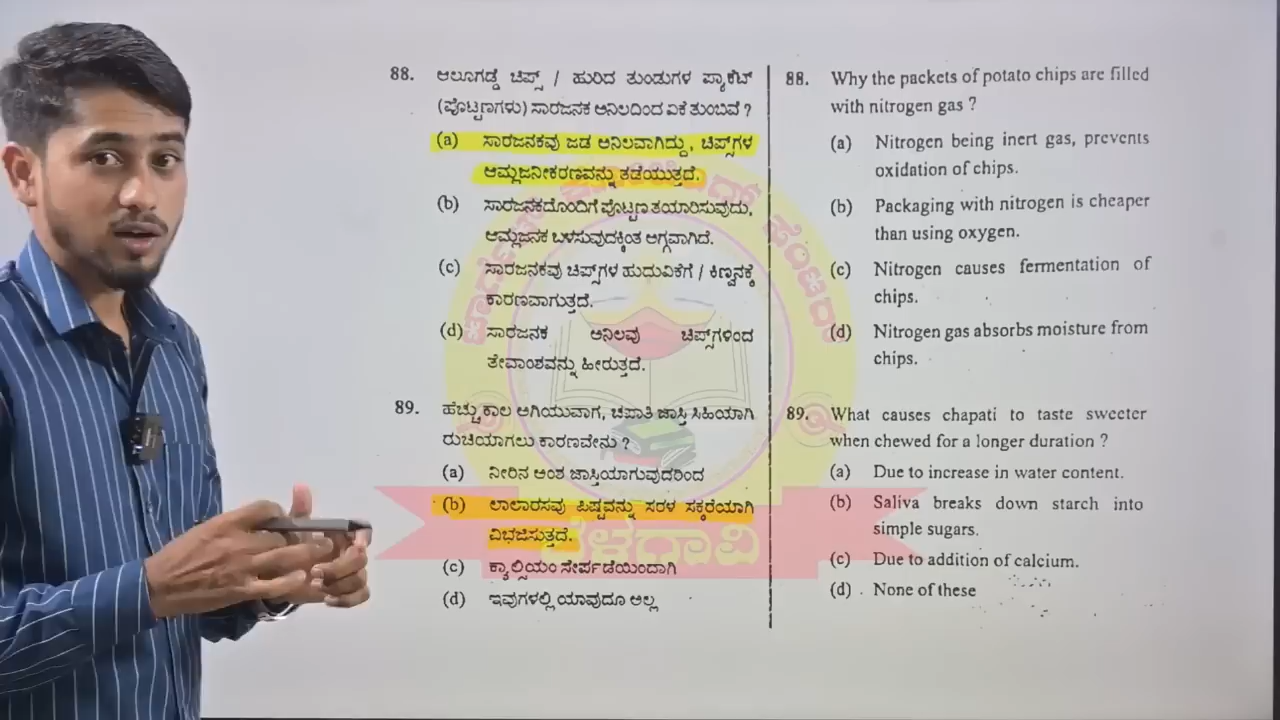 88. ಆಲೂಗಡ್ಡೆ ಚಿಪ್ಸ್ / ಹುರಿದ ತುಂಡುಗಳ ಪ್ಯಾಕೆಟ್
(ಪೊಟ್ಟಣಗಳು) ಸಾರಜನಕ ಅನಿಲದಿಂದ ಏಕೆ ತುಂಬಿವೆ ?
(a) ಸಾರಜನಕವು ಜಡ ಅನಿಲವಾಗಿದ್ದು, ಚಿಪ್ಸ್‌ಗಳ
ಆಮ್ಲಜನೀಕರಣವನ್ನು ತಡೆಯುತ್ತದೆ.
(b) ಸಾರಜನಕದೊಂದಿಗೆ ಪೊಟ್ಟಣ ತಯಾರಿಸುವುದು,
ಆಮ್ಲಜನಕ ಬಳಸುವುದಕ್ಕಿಂತ ಅಗ್ಗವಾಗಿದೆ.
(c) ಸಾರಜನಕವು ಚಿಪ್ಸ್‌ಗಳ ಹುದುವಿಕೆಗೆ / ಕಿಣ್ವನಕ್ಕೆ
ಕಾರಣವಾಗುತ್ತದೆ.
(d) ಸಾರಜನಕ ಅನಿಲವು ಚಿಪ್ಸ್‌ಗಳಿಂದ
ತೇವಾಂಶವನ್ನು ಹೀರುತ್ತದೆ.
89. ಹೆಚ್ಚು ಕಾಲ ಅಗಿಯುವಾಗ, ಚಪಾತಿ ಜಾಸ್ತಿ ಸಿಹಿಯಾಗಿ
ರುಚಿಯಾಗಲು ಕಾರಣವೇನು ?
(a) ನೀರಿನ ಅಂಶ ಜಾಸ್ತಿಯಾಗುವುದರಿಂದ
(b) ಲಾಲಾರಸವು ಪಿಷ್ಟವನ್ನು ಸರಳ ಸಕ್ಕರೆಯಾಗಿ
ವಿಭಜಿಸುತ್ತದೆ.
(c) ಕ್ಯಾಲ್ಸಿಯಂ ಸೇರ್ಪಡೆಯಿಂದಾಗಿ
(d) ಇವುಗಳಲ್ಲಿ ಯಾವುದೂ ಅಲ್ಲ
88. Why the packets of potato chips are filled
with nitrogen gas ?
(a) Nitrogen being inert gas, prevents
oxidation of chips.
(b) Packaging with nitrogen is cheaper
than using oxygen.
(c) Nitrogen causes fermentation of
chips.
(d) Nitrogen gas absorbs moisture from
chips.
89. What causes chapati to taste sweeter
when chewed for a longer duration ?
(a) Due to increase in water content.
(b) Saliva breaks down starch into
simple sugars.
(c) Due to addition of calcium.
(d) None of these
ಬೆಳಗಾವಿ